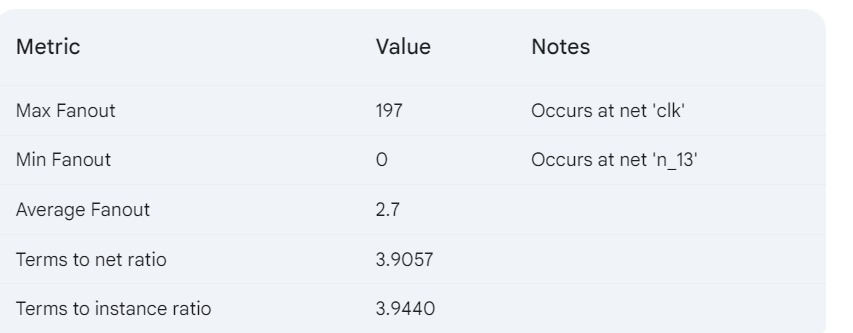 Metric Value Notes
Max Fanout 197 Occurs at net 'clk'
Min Fanout 0 Occurs at net 'n_13'
Average Fanout 2.7
Terms to net ratio 3.9057
Terms to instance ratio 3.9440